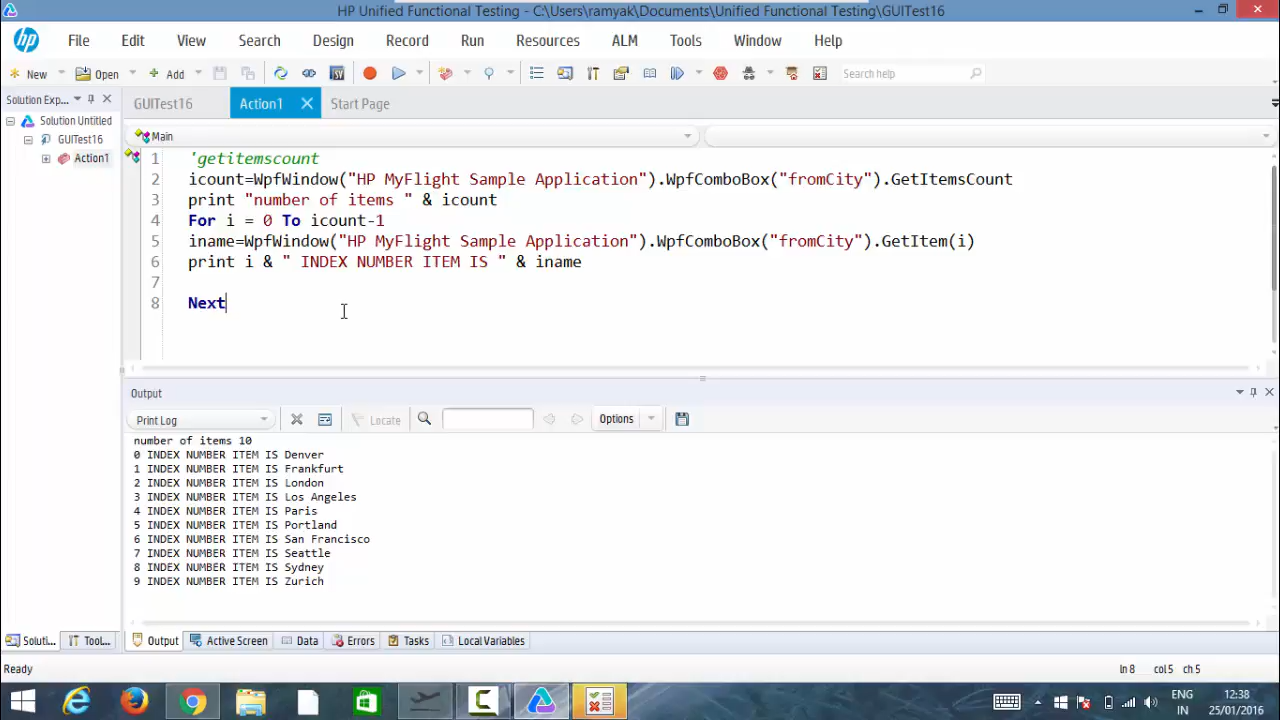 HP Unified Functional Testing - C:\Users\ramyak\Documents\Unified Functional Testing\GUITest16
hp File Edit View Search Design Record Run Resources ALM Tools Window Help
New Open Add Search help
Solution Exp...
GUITest16 Action1 Start Page
Solution Untitled
GUITest16
Action1
Main
1 'getitemscount
2 icount=WpfWindow("HP MyFlight Sample Application").WpfComboBox("fromCity").GetItemsCount
3 print "number of items " & icount
4 For i = 0 To icount-1
5 iname=WpfWindow("HP MyFlight Sample Application").WpfComboBox("fromCity").GetItem(i)
6 print i & " INDEX NUMBER ITEM IS " & iname
7
8 Next
Output
Print Log Locate Options
number of items 10
0 INDEX NUMBER ITEM IS Denver
1 INDEX NUMBER ITEM IS Frankfurt
2 INDEX NUMBER ITEM IS London
3 INDEX NUMBER ITEM IS Los Angeles
4 INDEX NUMBER ITEM IS Paris
5 INDEX NUMBER ITEM IS Portland
6 INDEX NUMBER ITEM IS San Francisco
7 INDEX NUMBER ITEM IS Seattle
8 INDEX NUMBER ITEM IS Sydney
9 INDEX NUMBER ITEM IS Zurich
Soluti... Tool... Output Active Screen Data Errors Tasks Local Variables
Ready ln 8 col 5 ch 5
ENG 12:38
IN 25/01/2016